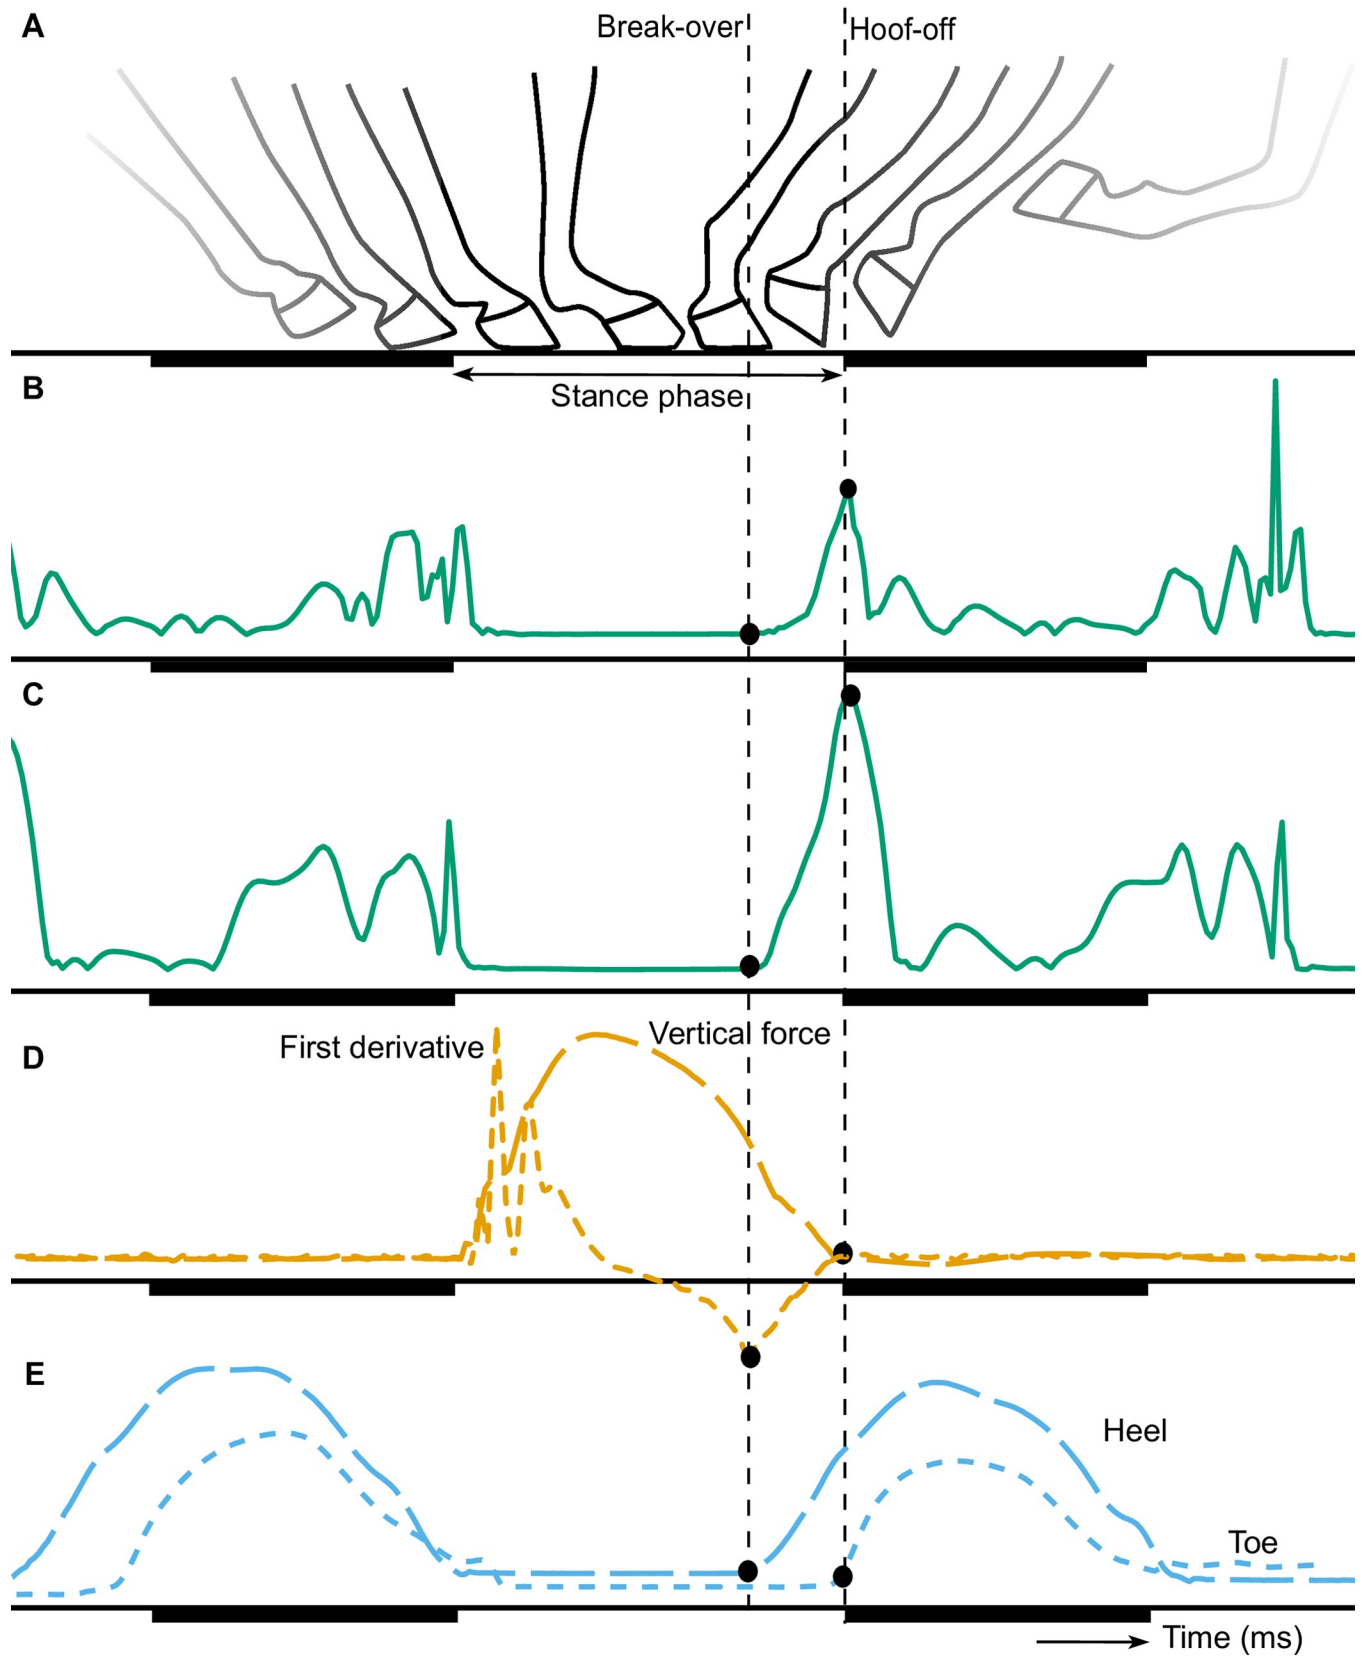 A
Break-over
Hoof-off
B
Stance phase
C
D
First derivative
Vertical force
E
Heel
Toe
Time (ms)